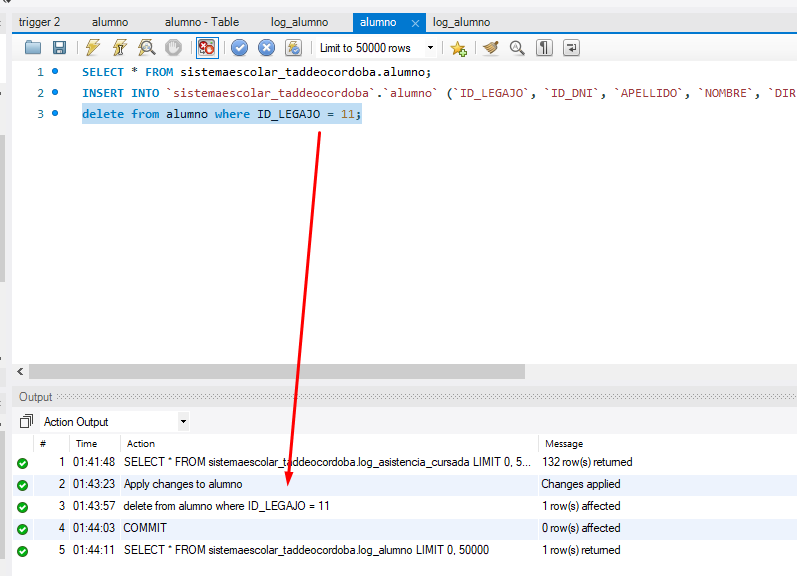 trigger 2 alumno alumno - Table log_alumno alumno log_alumno
Limit to 50000 rows
1 SELECT * FROM sistemaescolar_taddeocordoba.alumno;
2 INSERT INTO `sistemaescolar_taddeocordoba`.`alumno` (`ID_LEGAJO`, `ID_DNI`, `APELLIDO`, `NOMBRE`, `DIR
3 delete from alumno where ID_LEGAJO = 11;
Output
Action Output
# Time Action Message
1 01:41:48 SELECT * FROM sistemaescolar_taddeocordoba.log_asistencia_cursada LIMIT 0, 5... 132 row(s) returned
2 01:43:23 Apply changes to alumno Changes applied
3 01:43:57 delete from alumno where ID_LEGAJO = 11 1 row(s) affected
4 01:44:03 COMMIT 0 row(s) affected
5 01:44:11 SELECT * FROM sistemaescolar_taddeocordoba.log_alumno LIMIT 0, 50000 1 row(s) returned